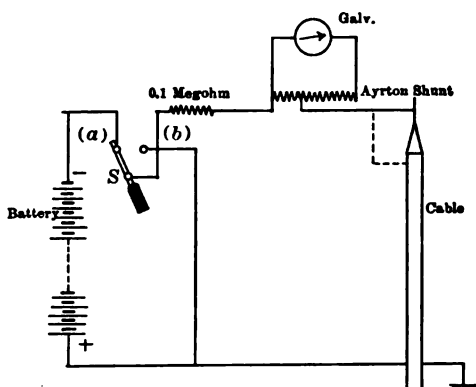 Galv.
0.1 Megohm
Ayrton Shunt
(a)
(b)
S
−
Battery
Cable
+